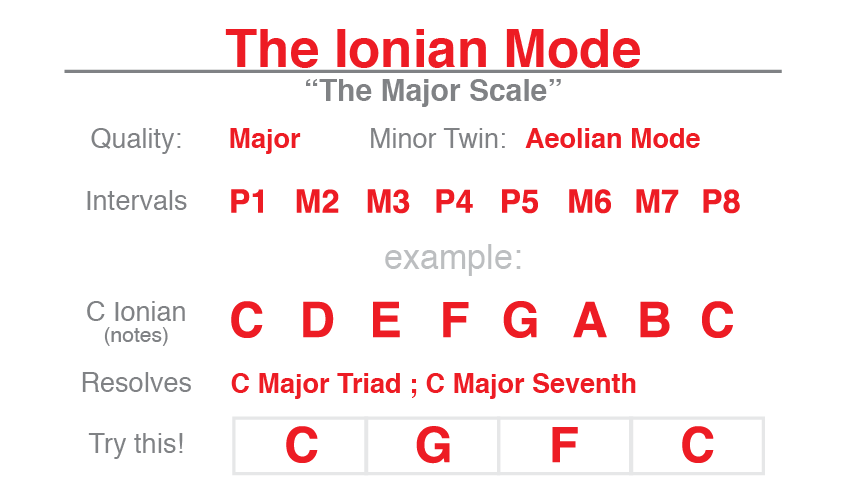 The Ionian Mode
“The Major Scale”
Quality: Major Minor Twin: Aeolian Mode
Intervals P1 M2 M3 P4 P5 M6 M7 P8
example:
C Ionian C D E F G A B C
(notes)
Resolves C Major Triad ; C Major Seventh
Try this! C G F C